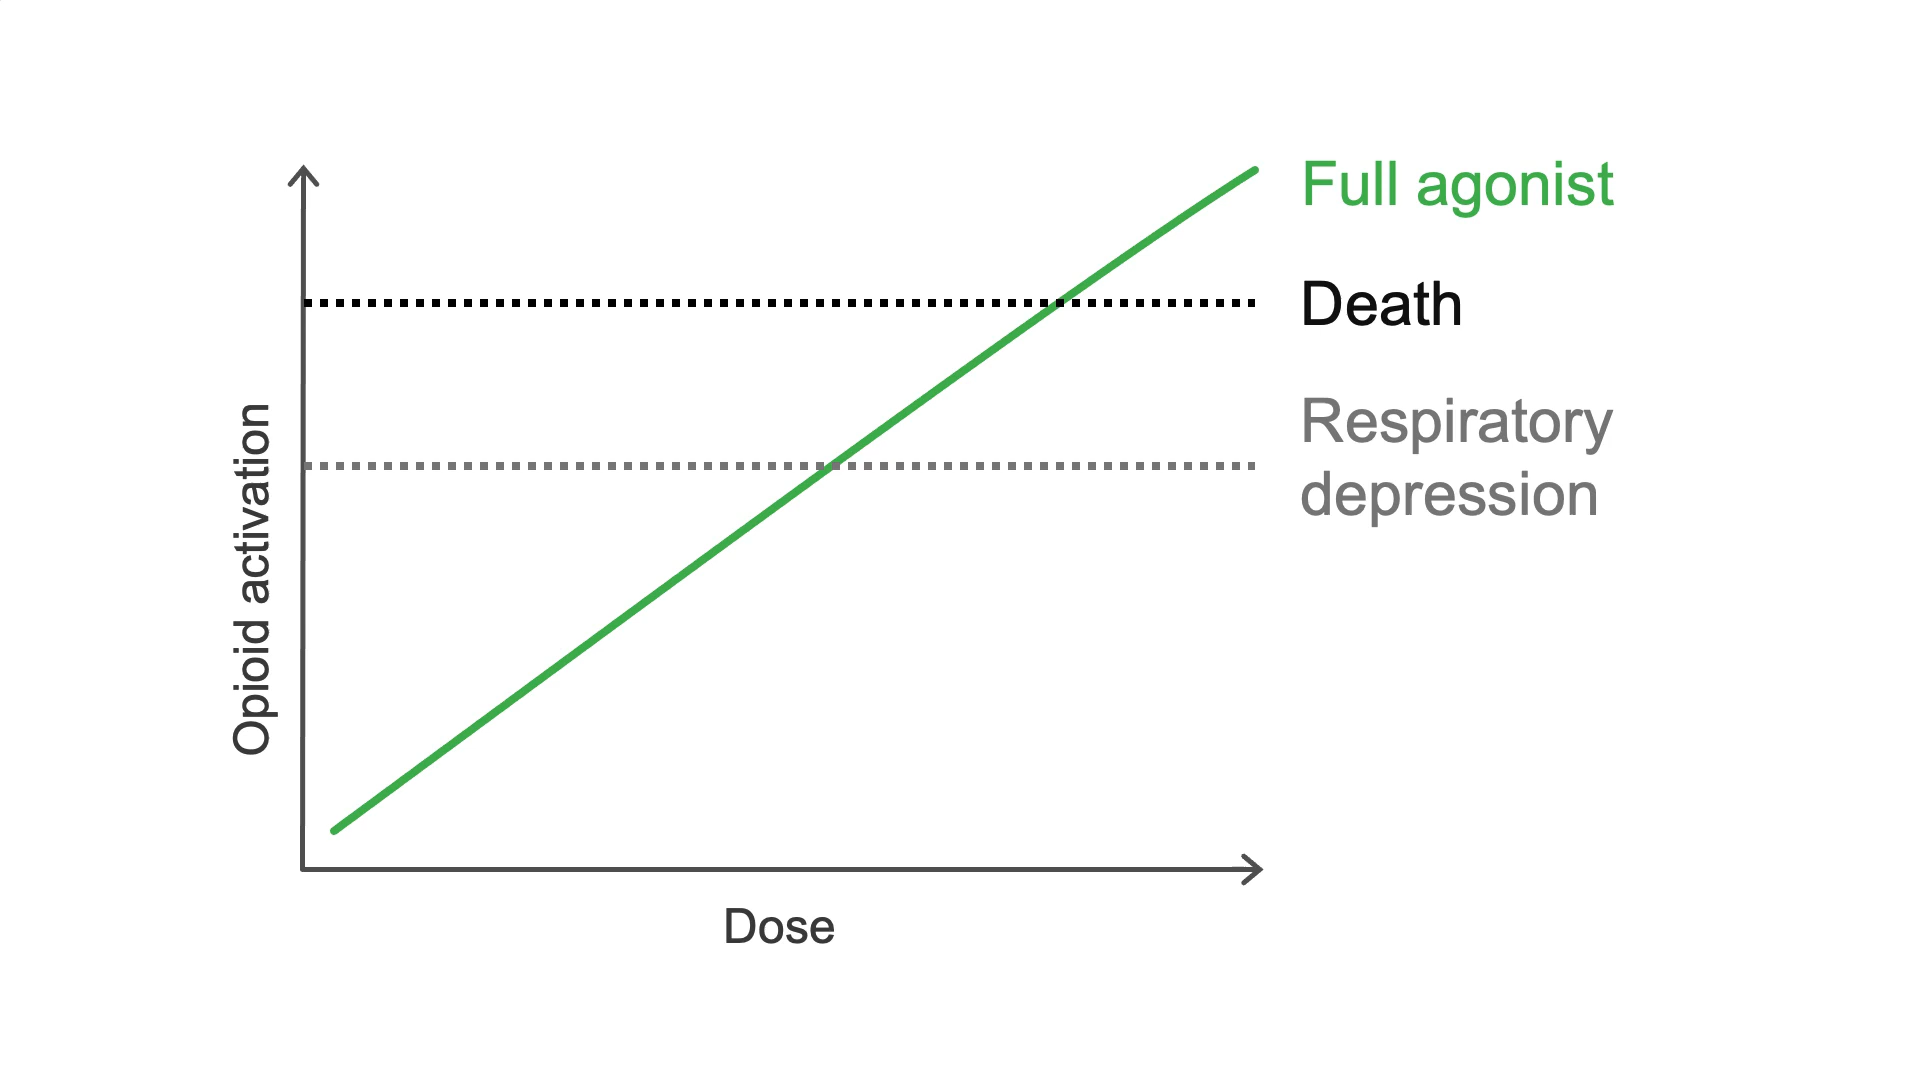 Full agonist
Death
Respiratory
depression
Opioid activation
Dose